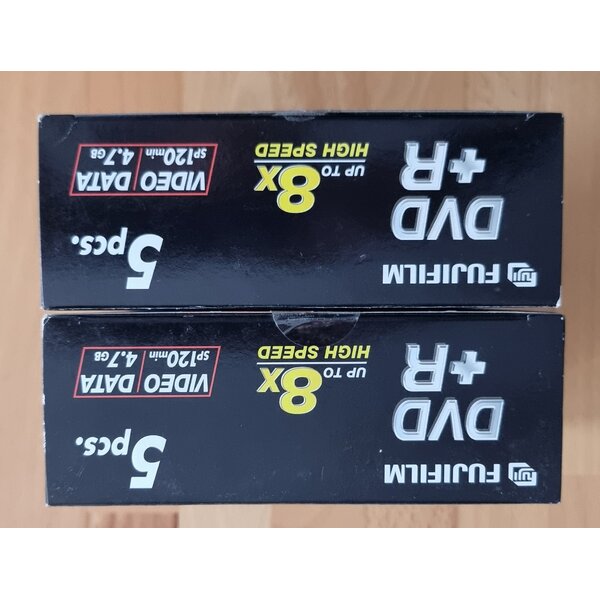 FUJIFILM
5pcs.
DVD
+R
UP TO 8X
HIGH SPEED
VIDEO DATA
SP120min 4.7GB
FUJIFILM
5pcs.
DVD
+R
UP TO 8X
HIGH SPEED
VIDEO DATA
SP120min 4.7GB